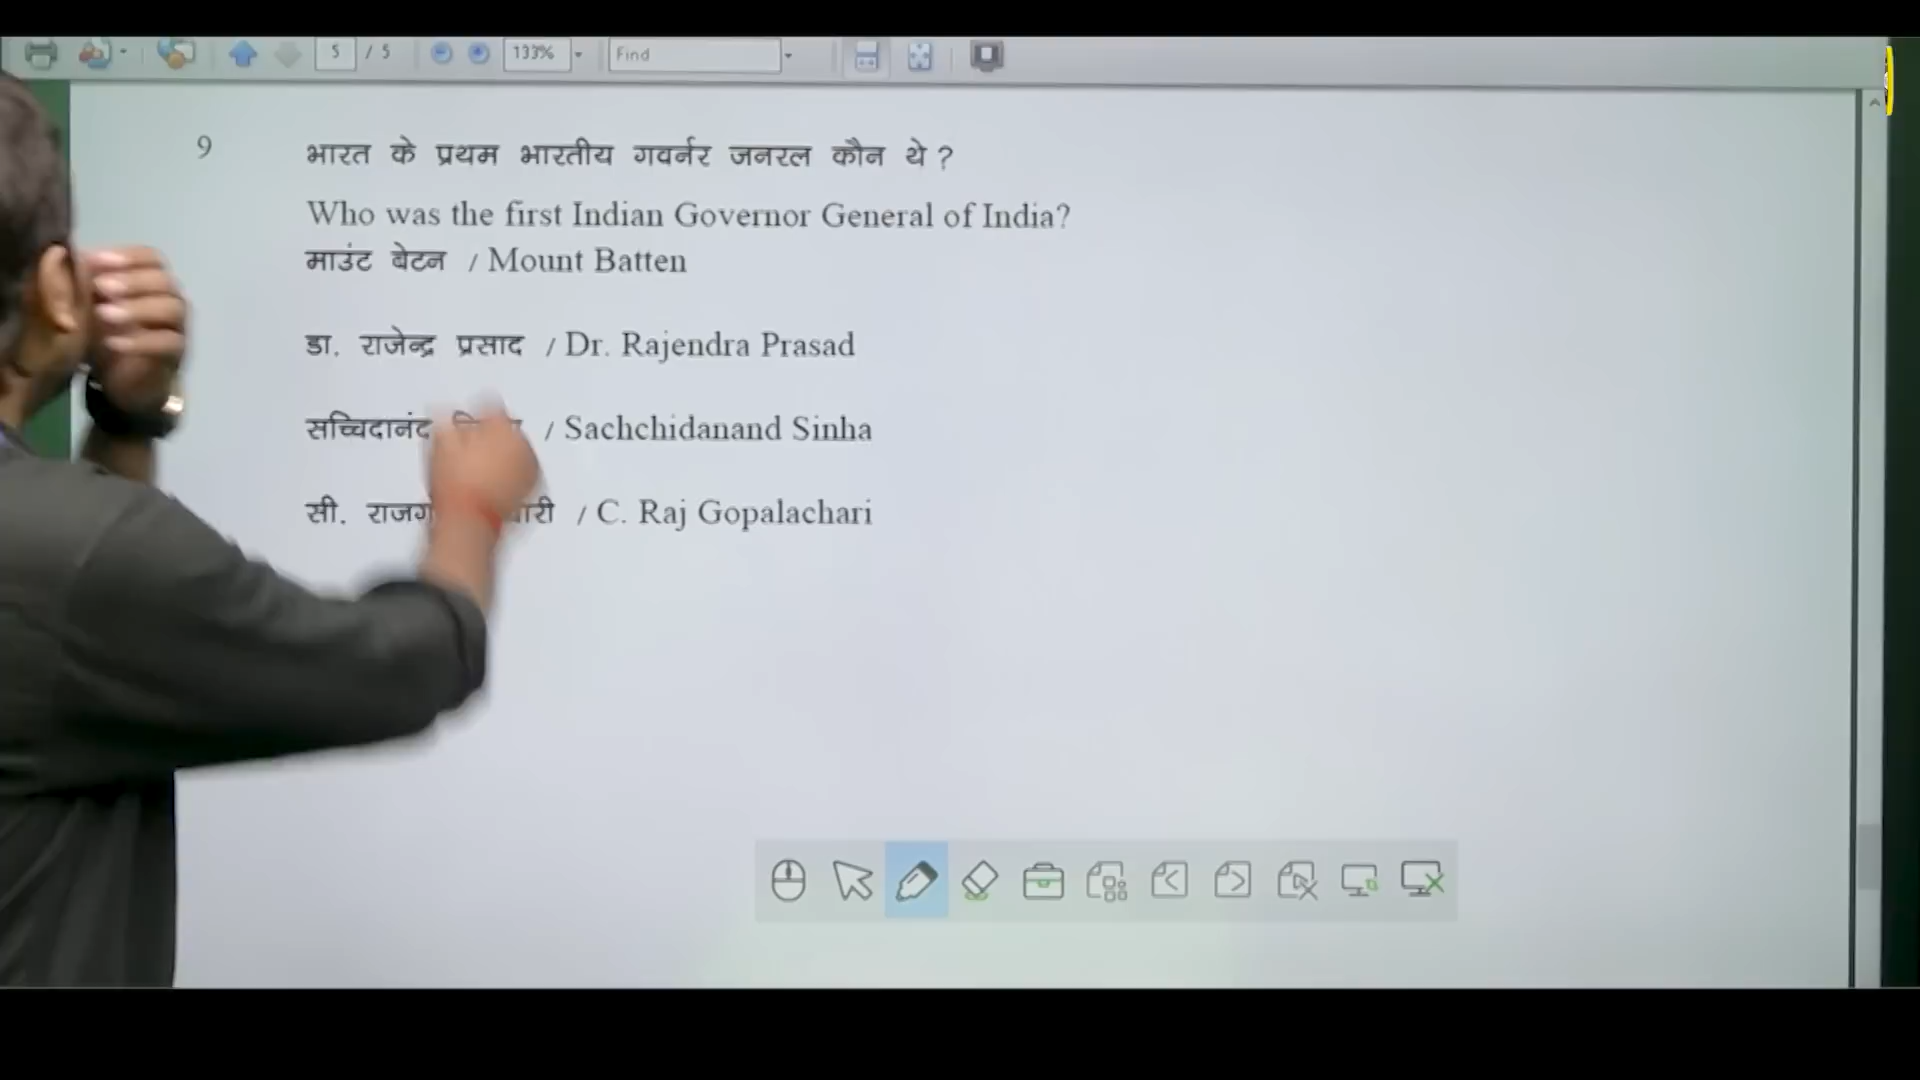 5 / 5 133% Find
9 भारत के प्रथम भारतीय गवर्नर जनरल कौन थे ?
Who was the first Indian Governor General of India?
माउंट बेटन / Mount Batten
डा. राजेन्द्र प्रसाद / Dr. Rajendra Prasad
सच्चिदानंद / Sachchidanand Sinha
सी. / C. Raj Gopalachari